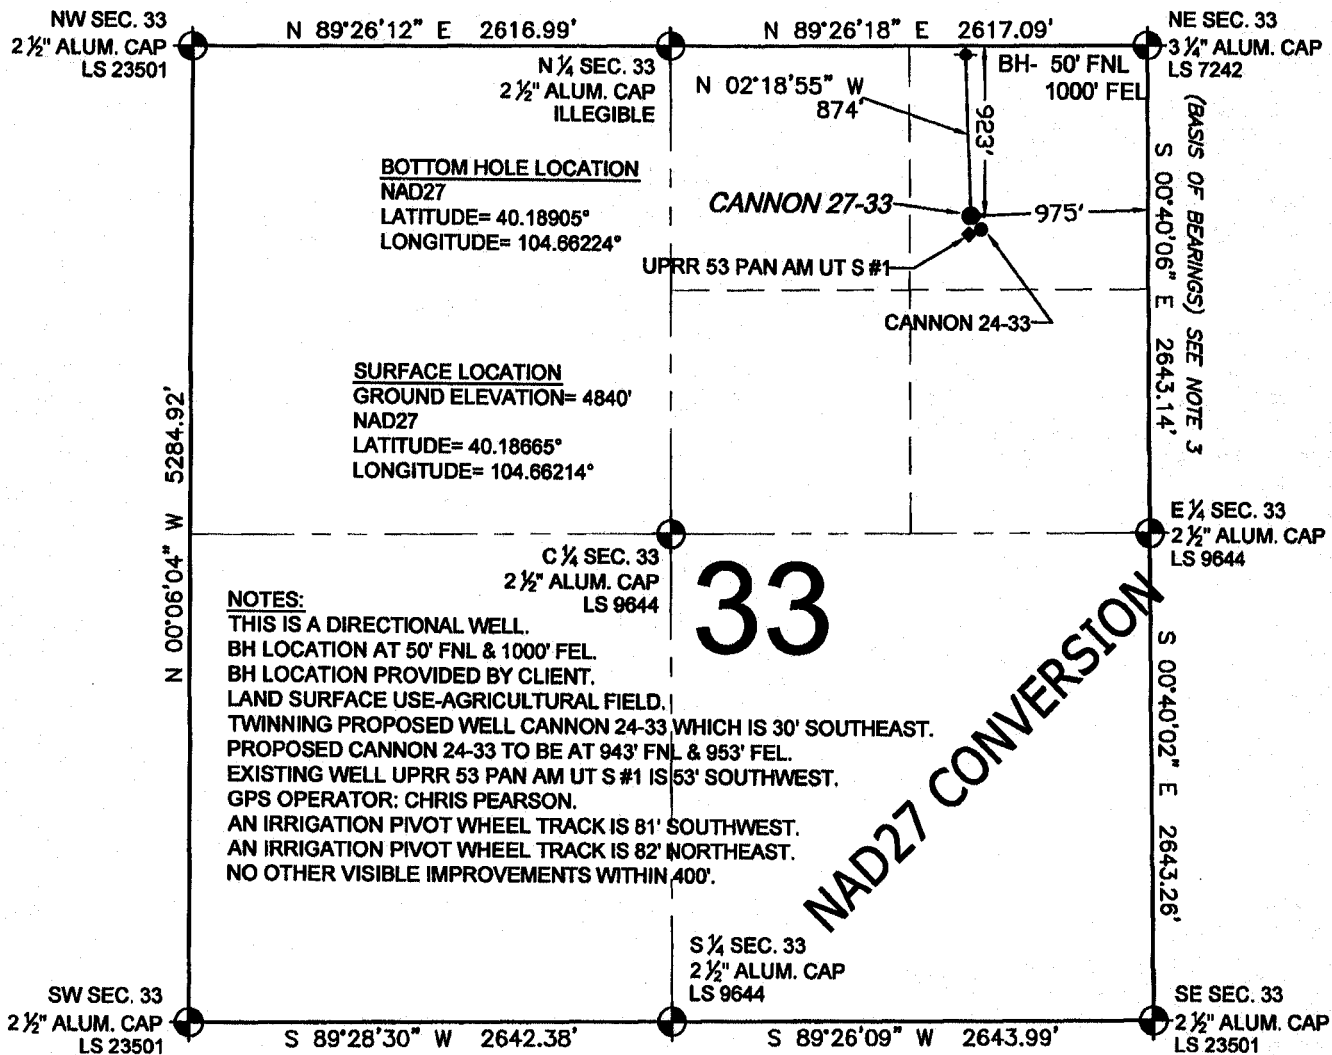 NW SEC. 33
2 ½" ALUM. CAP
LS 23501
N 89°26'12" E 2616.99'
N 89°26'18" E 2617.09'
NE SEC. 33
3 ¼" ALUM. CAP
LS 7242
N ¼ SEC. 33
2 ½" ALUM. CAP
ILLEGIBLE
N 02°18'55" W
874'
923'
BH- 50' FNL
1000' FEL
(BASIS OF BEARINGS) SEE NOTE 3
S 00°40'06" E 2643.14'
BOTTOM HOLE LOCATION
NAD27
LATITUDE= 40.18905°
LONGITUDE= 104.66224°
CANNON 27-33
975'
UPRR 53 PAN AM UT S #1
CANNON 24-33
SURFACE LOCATION
GROUND ELEVATION= 4840'
NAD27
LATITUDE= 40.18665°
LONGITUDE= 104.66214°
N 00°06'04" W 5284.92'
C ¼ SEC. 33
2 ½" ALUM. CAP
LS 9644
33
E ¼ SEC. 33
2 ½" ALUM. CAP
LS 9644
NOTES:
THIS IS A DIRECTIONAL WELL.
BH LOCATION AT 50' FNL & 1000' FEL.
BH LOCATION PROVIDED BY CLIENT.
LAND SURFACE USE-AGRICULTURAL FIELD.
TWINNING PROPOSED WELL CANNON 24-33 WHICH IS 30' SOUTHEAST.
PROPOSED CANNON 24-33 TO BE AT 943' FNL & 953' FEL.
EXISTING WELL UPRR 53 PAN AM UT S #1 IS 53' SOUTHWEST.
GPS OPERATOR: CHRIS PEARSON.
AN IRRIGATION PIVOT WHEEL TRACK IS 81' SOUTHWEST.
AN IRRIGATION PIVOT WHEEL TRACK IS 82' NORTHEAST.
NO OTHER VISIBLE IMPROVEMENTS WITHIN 400'.
NAD27 CONVERSION
S 00°40'02" E 2643.26'
S ¼ SEC. 33
2 ½" ALUM. CAP
LS 9644
SW SEC. 33
2 ½" ALUM. CAP
LS 23501
S 89°28'30" W 2642.38'
S 89°26'09" W 2643.99'
SE SEC. 33
2 ½" ALUM. CAP
LS 23501